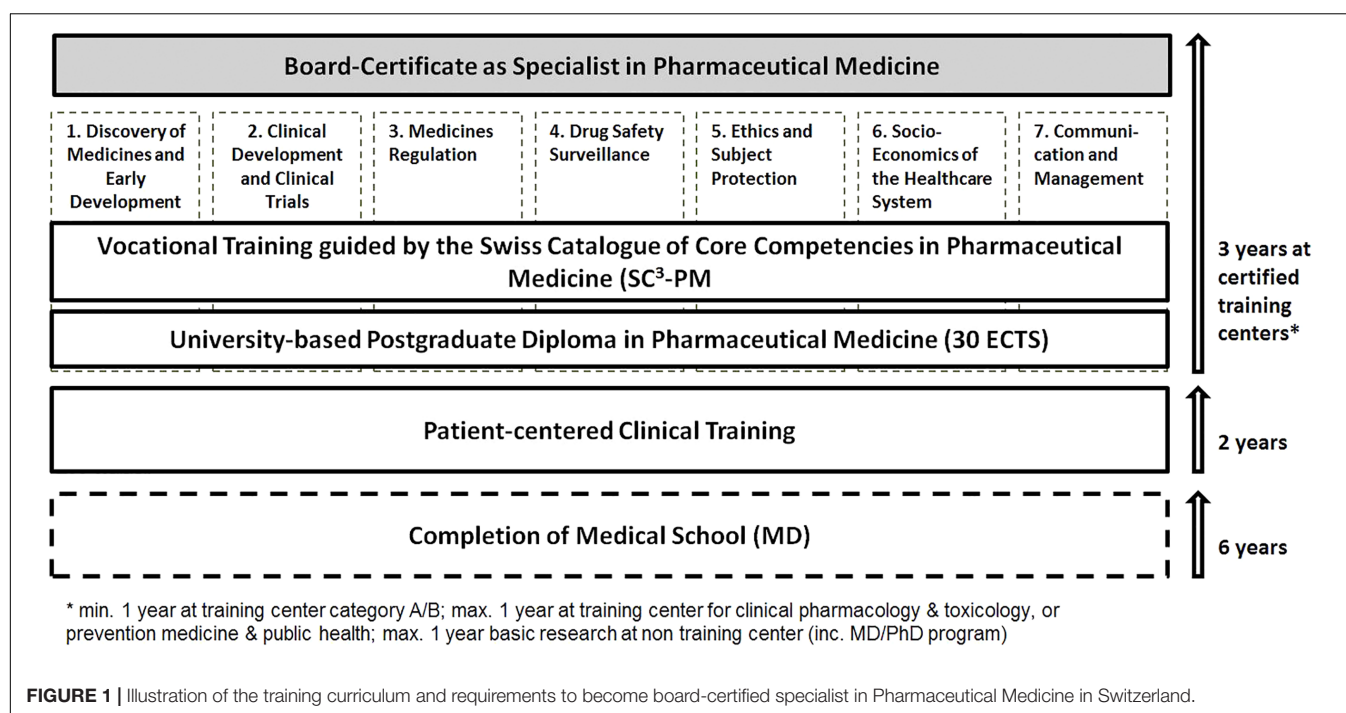 Board-Certificate as Specialist in Pharmaceutical Medicine
1. Discovery of
Medicines and
Early
Development
2. Clinical
Development
and Clinical
Trials
3. Medicines
Regulation
4. Drug Safety
Surveillance
5. Ethics and
Subject
Protection
6. Socio-
Economics of
the Healthcare
System
7. Communi-
cation and
Management
Vocational Training guided by the Swiss Catalogue of Core Competencies in Pharmaceutical
Medicine (SC³-PM
University-based Postgraduate Diploma in Pharmaceutical Medicine (30 ECTS)
3 years at
certified
training
centers*
Patient-centered Clinical Training
2 years
Completion of Medical School (MD)
6 years
* min. 1 year at training center category A/B; max. 1 year at training center for clinical pharmacology & toxicology, or
prevention medicine & public health; max. 1 year basic research at non training center (inc. MD/PhD program)
FIGURE 1 | Illustration of the training curriculum and requirements to become board-certified specialist in Pharmaceutical Medicine in Switzerland.